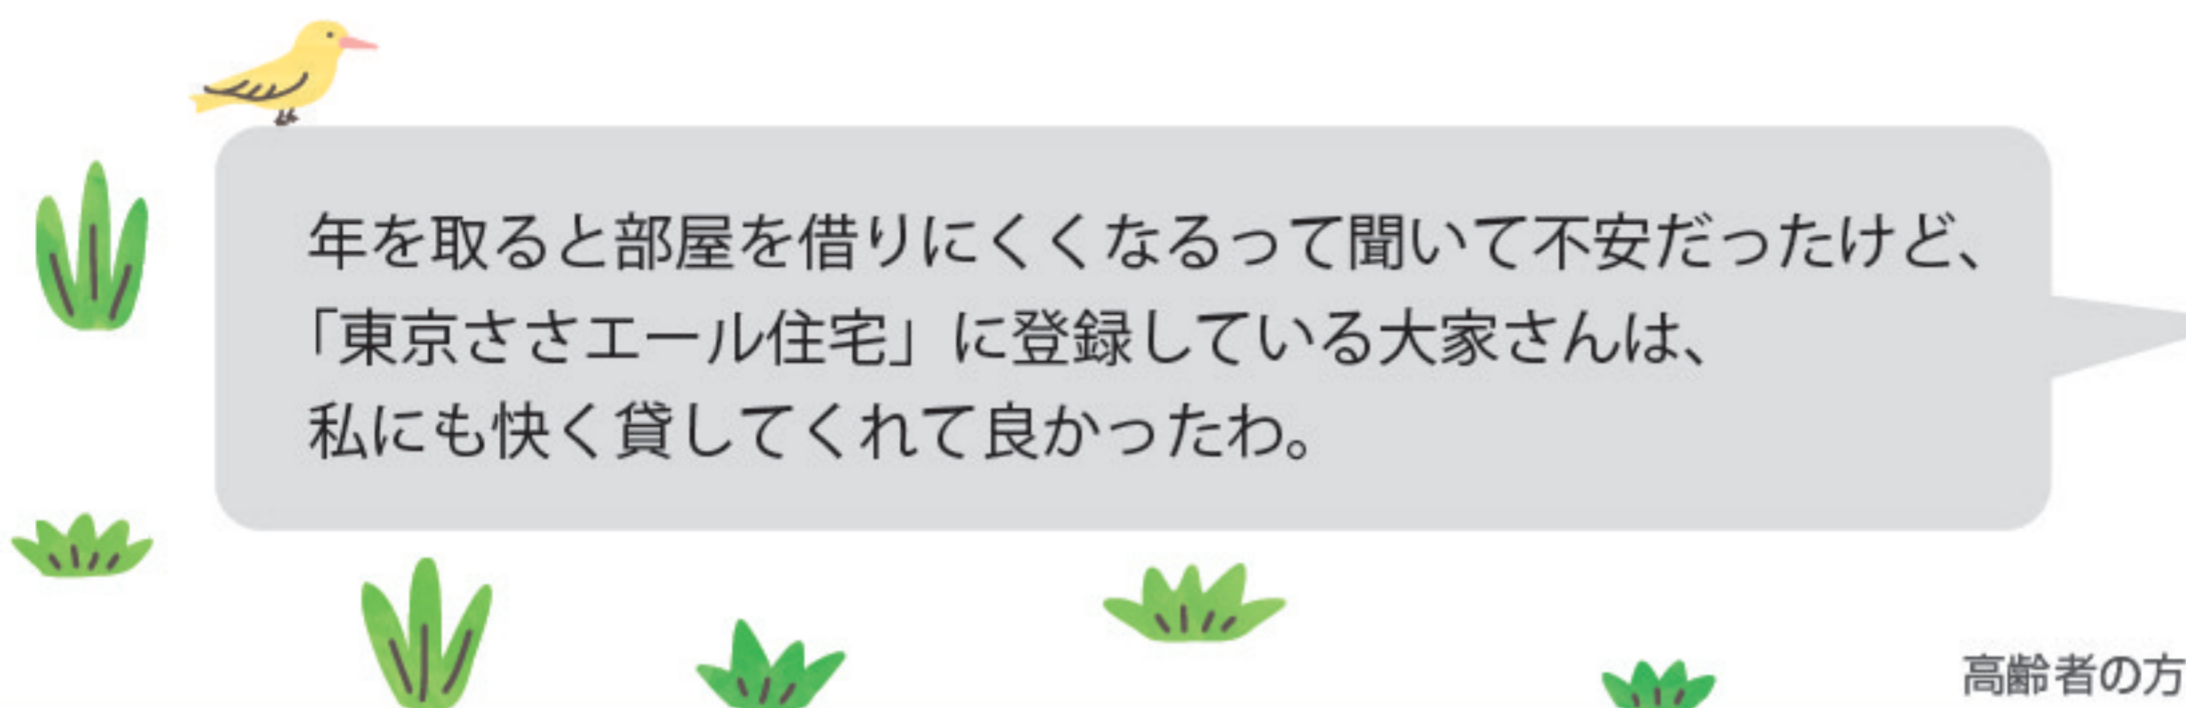 年を取ると部屋を借りにくくなるって聞いて不安だったけど、
「東京ささエール住宅」に登録している大家さんは、
私にも快く貸してくれて良かったわ。
高齢者の方